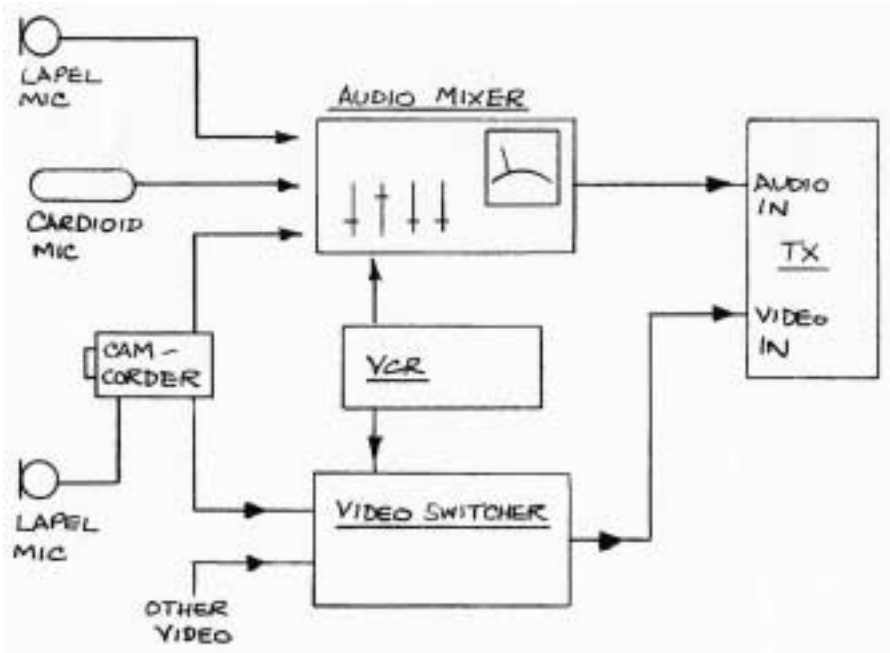 LAPEL
MIC
AUDIO MIXER
CARDIOID
MIC
AUDIO
IN
TX
VIDEO
IN
CAM-
CORDER
VCR
LAPEL
MIC
VIDEO SWITCHER
OTHER
VIDEO